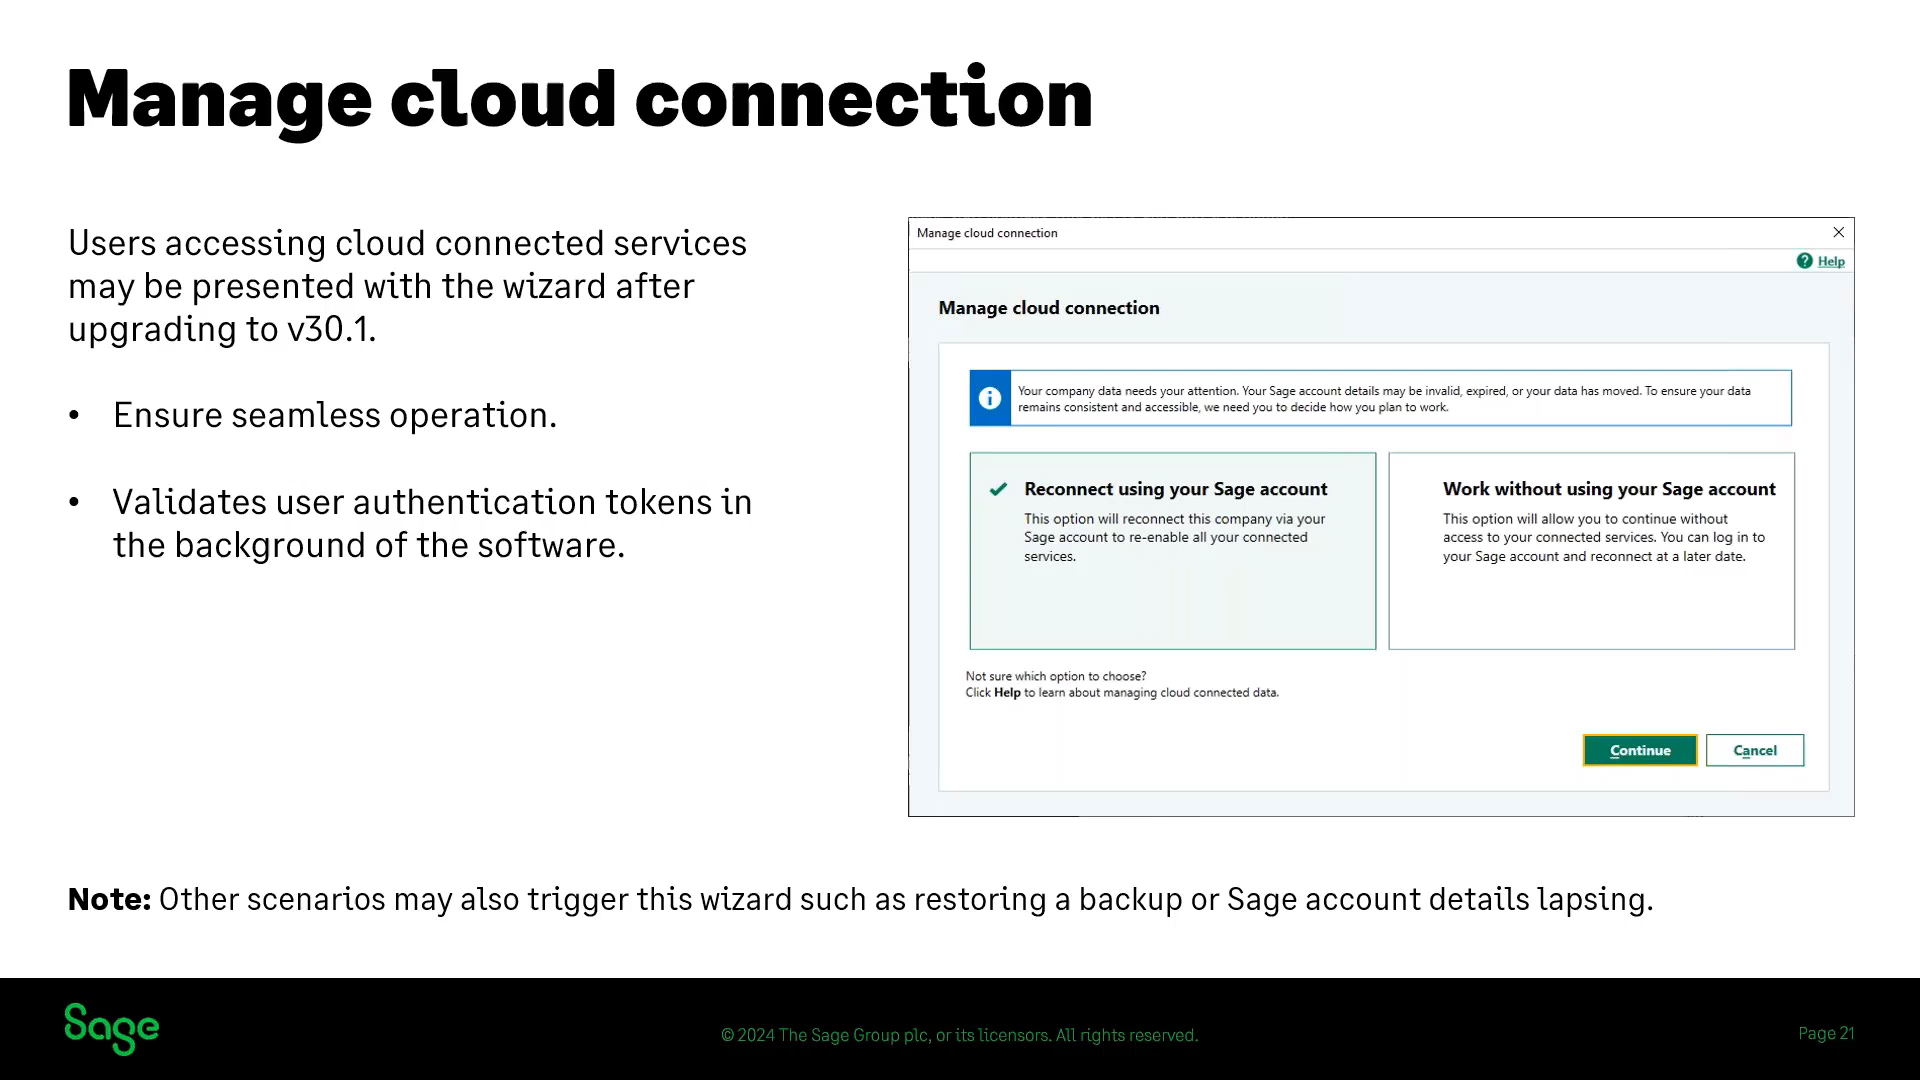 Manage cloud connection
Users accessing cloud connected services
may be presented with the wizard after
upgrading to v30.1.
• Ensure seamless operation.
• Validates user authentication tokens in
the background of the software.
Manage cloud connection
Help
Manage cloud connection
Your company data needs your attention. Your Sage account details may be invalid, expired, or your data has moved. To ensure your data
remains consistent and accessible, we need you to decide how you plan to work.
Reconnect using your Sage account
This option will reconnect this company via your
Sage account to re-enable all your connected
services.
Work without using your Sage account
This option will allow you to continue without
access to your connected services. You can log in to
your Sage account and reconnect at a later date.
Not sure which option to choose?
Click Help to learn about managing cloud connected data.
Continue
Cancel
Note: Other scenarios may also trigger this wizard such as restoring a backup or Sage account details lapsing.
Sage
© 2024 The Sage Group plc, or its licensors. All rights reserved.
Page 21